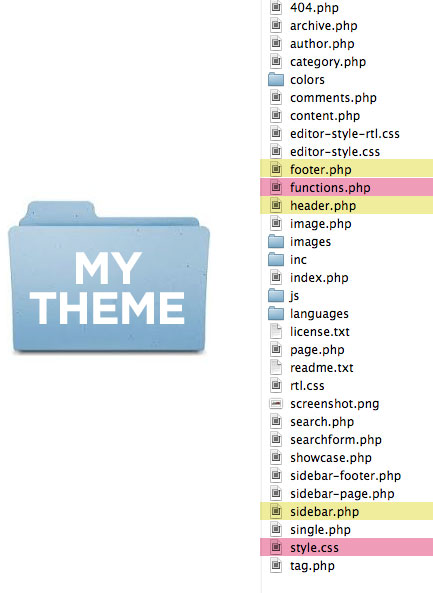 MY
THEME
404.php
archive.php
author.php
category.php
colors
comments.php
content.php
editor-style-rtl.css
editor-style.css
footer.php
functions.php
header.php
image.php
images
inc
index.php
js
languages
license.txt
page.php
readme.txt
rtl.css
screenshot.png
search.php
searchform.php
showcase.php
sidebar-footer.php
sidebar-page.php
sidebar.php
single.php
style.css
tag.php